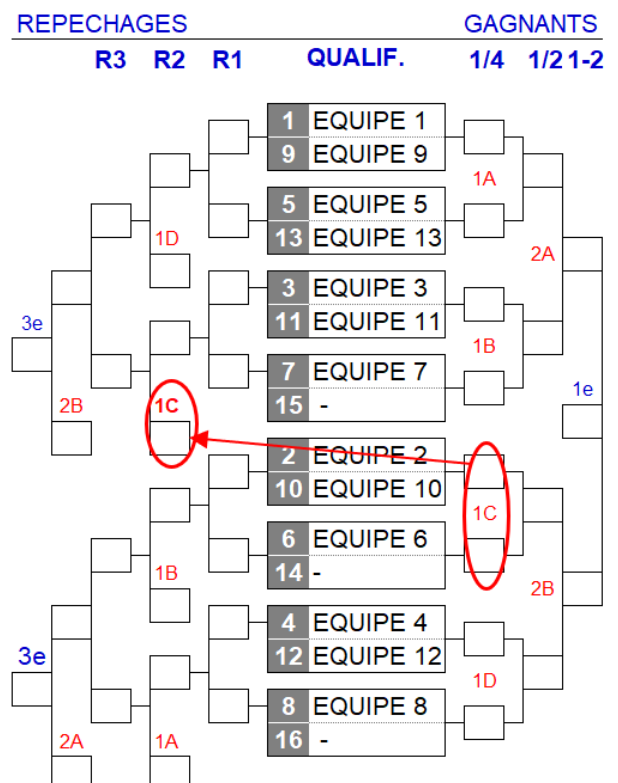 REPECHAGES GAGNANTS
R3 R2 R1 QUALIF. 1/4 1/2 1-2
1 EQUIPE 1
9 EQUIPE 9
1A
5 EQUIPE 5
1D
13 EQUIPE 13
2A
3 EQUIPE 3
3e
11 EQUIPE 11
1B
7 EQUIPE 7
1e
2B 1C
15 -
2 EQUIPE 2
10 EQUIPE 10
1C
6 EQUIPE 6
1B
14 -
2B
4 EQUIPE 4
3e
12 EQUIPE 12
1D
8 EQUIPE 8
2A 1A
16 -